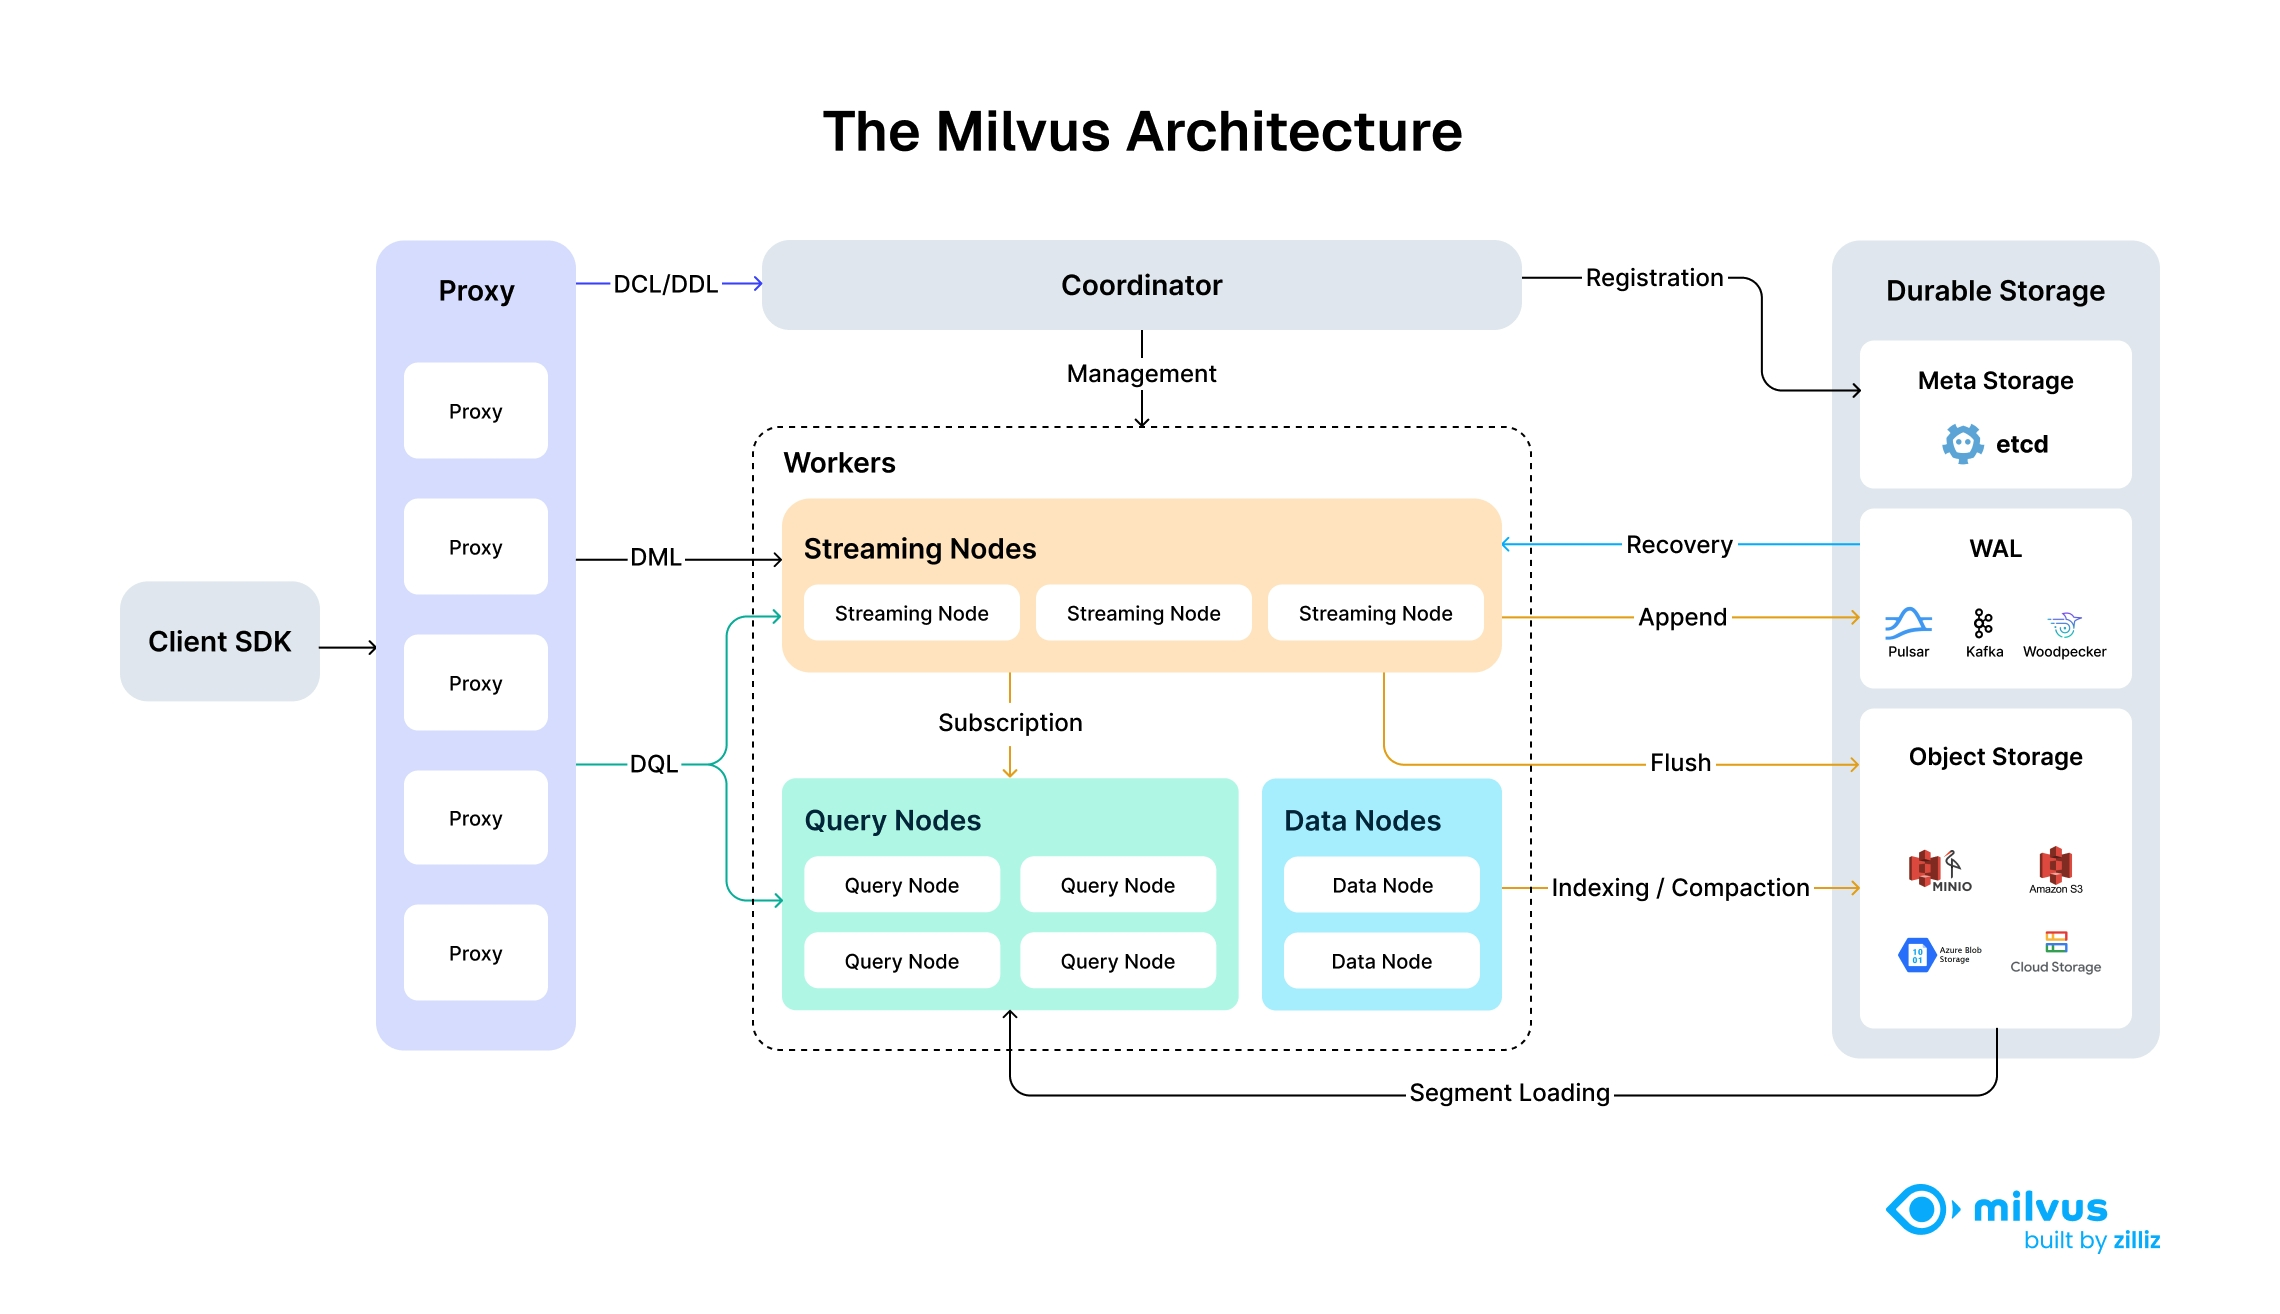 The Milvus Architecture
Client SDK
Proxy
Proxy
Proxy
Proxy
Proxy
Proxy
DCL/DDL
DML
DQL
Coordinator
Management
Workers
Streaming Nodes
Streaming Node
Streaming Node
Streaming Node
Subscription
Query Nodes
Query Node
Query Node
Query Node
Query Node
Data Nodes
Data Node
Data Node
Registration
Recovery
Append
Flush
Indexing / Compaction
Segment Loading
Durable Storage
Meta Storage
etcd
WAL
Pulsar
Kafka
Woodpecker
Object Storage
MINIO
Amazon S3
10
01
Azure Blob
Storage
Cloud Storage
milvus
built by zilliz